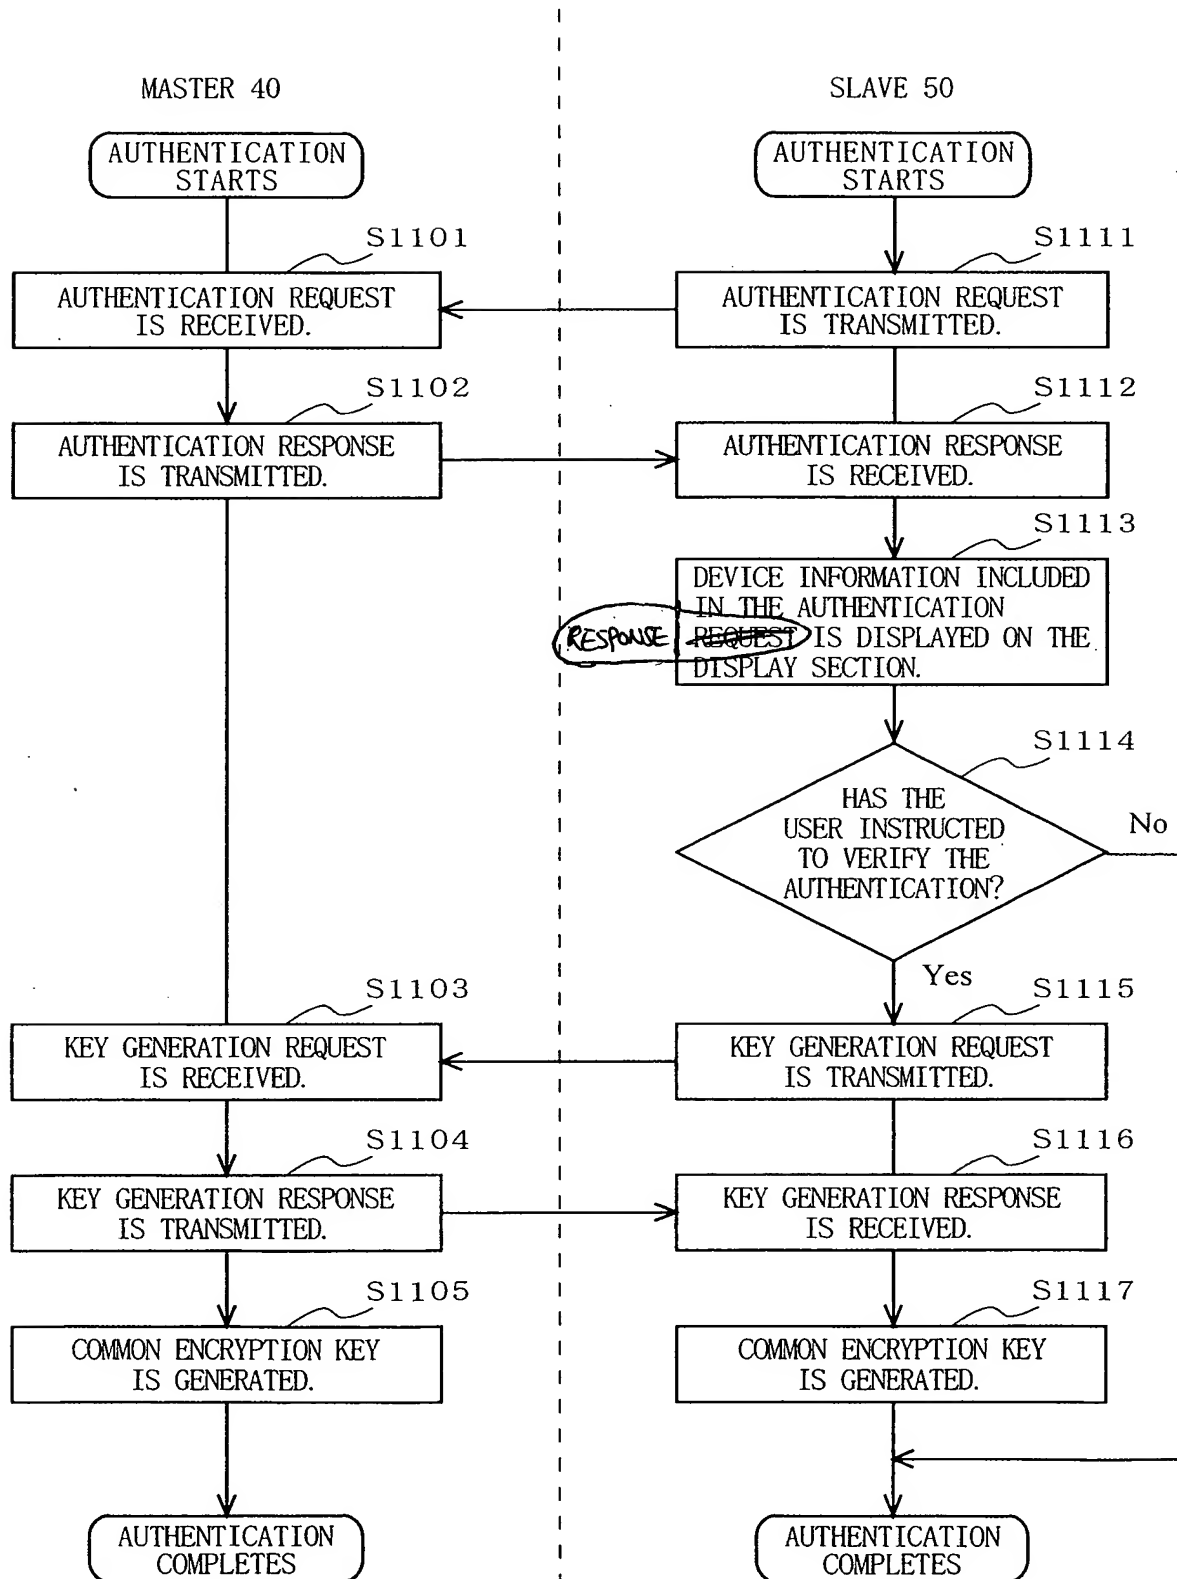 MASTER 40
SLAVE 50
AUTHENTICATION
STARTS
AUTHENTICATION
STARTS
S1101
S1111
AUTHENTICATION REQUEST
IS RECEIVED.
AUTHENTICATION REQUEST
IS TRANSMITTED.
S1102
S1112
AUTHENTICATION RESPONSE
IS TRANSMITTED.
AUTHENTICATION RESPONSE
IS RECEIVED.
S1113
DEVICE INFORMATION INCLUDED
IN THE AUTHENTICATION
RESPONSE REQUEST IS DISPLAYED ON THE
DISPLAY SECTION.
S1114
HAS THE
USER INSTRUCTED
TO VERIFY THE
AUTHENTICATION?
No
Yes
S1103
S1115
KEY GENERATION REQUEST
IS RECEIVED.
KEY GENERATION REQUEST
IS TRANSMITTED.
S1104
S1116
KEY GENERATION RESPONSE
IS TRANSMITTED.
KEY GENERATION RESPONSE
IS RECEIVED.
S1105
S1117
COMMON ENCRYPTION KEY
IS GENERATED.
COMMON ENCRYPTION KEY
IS GENERATED.
AUTHENTICATION
COMPLETES
AUTHENTICATION
COMPLETES